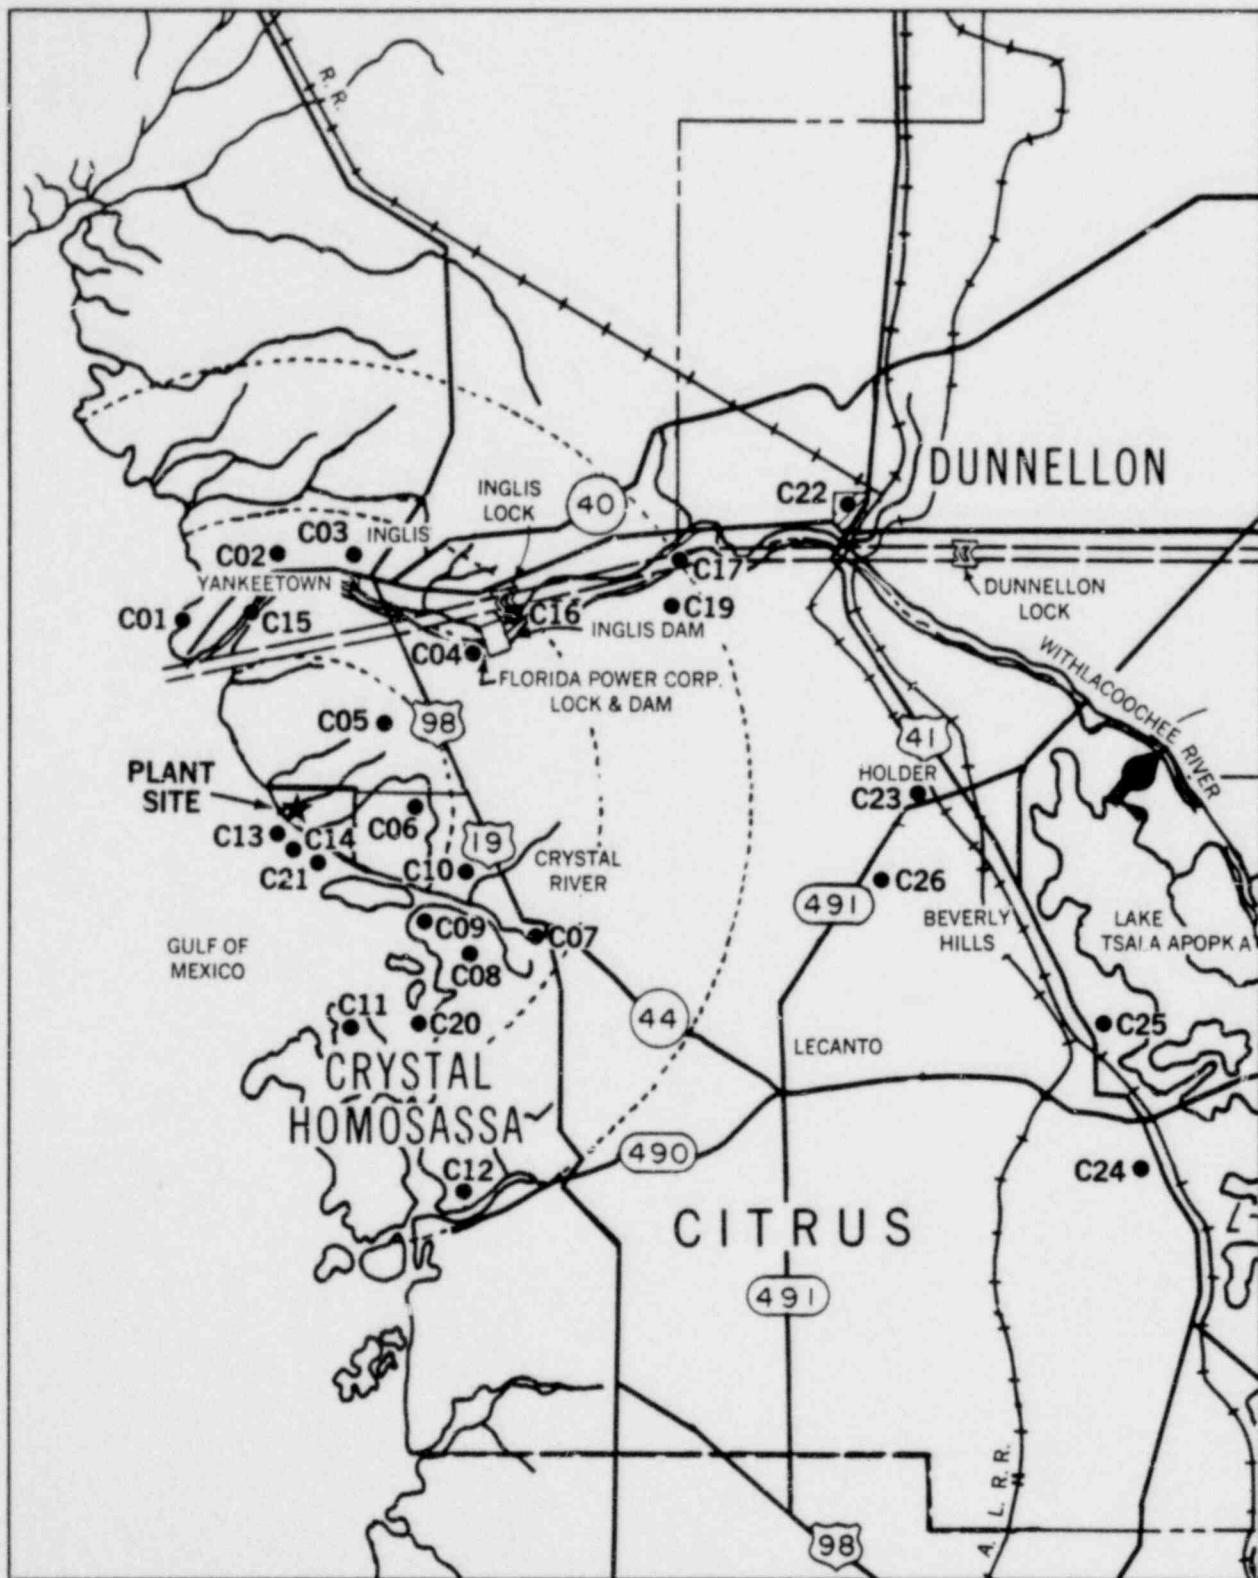 R. R.
DUNNELLON
INGLIS
LOCK
40
C22
C03
INGLIS
C02
YANKEETOWN
C17
DUNNELLON
LOCK
C01
C15
C16
C19
INGLIS DAM
C04
FLORIDA POWER CORP.
LOCK & DAM
WITHLACOOCHEE RIVER
C05
98
41
PLANT
SITE
HOLDER
C23
C13
C14
C06
19
C21
C10
CRYSTAL
RIVER
C26
491
C09
C07
BEVERLY
HILLS
LAKE
TSALA APOPKA
GULF OF
MEXICO
C08
C11
C20
44
C25
LECANTO
CRYSTAL
HOMOSASSA
490
C12
C24
CITRUS
491
A. L. R. R.
98